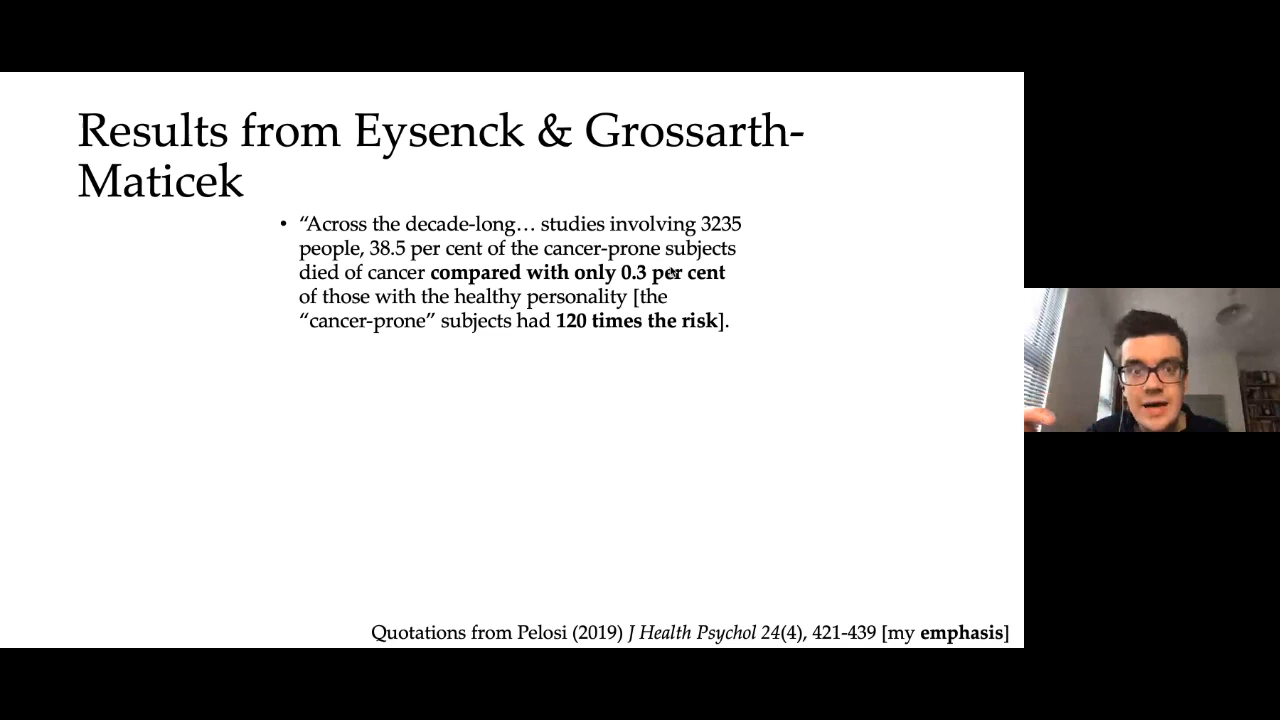 Results from Eysenck & Grossarth-
Maticek
• “Across the decade-long… studies involving 3235
people, 38.5 per cent of the cancer-prone subjects
died of cancer compared with only 0.3 per cent
of those with the healthy personality [the
“cancer-prone” subjects had 120 times the risk].
Quotations from Pelosi (2019) J Health Psychol 24(4), 421-439 [my emphasis]